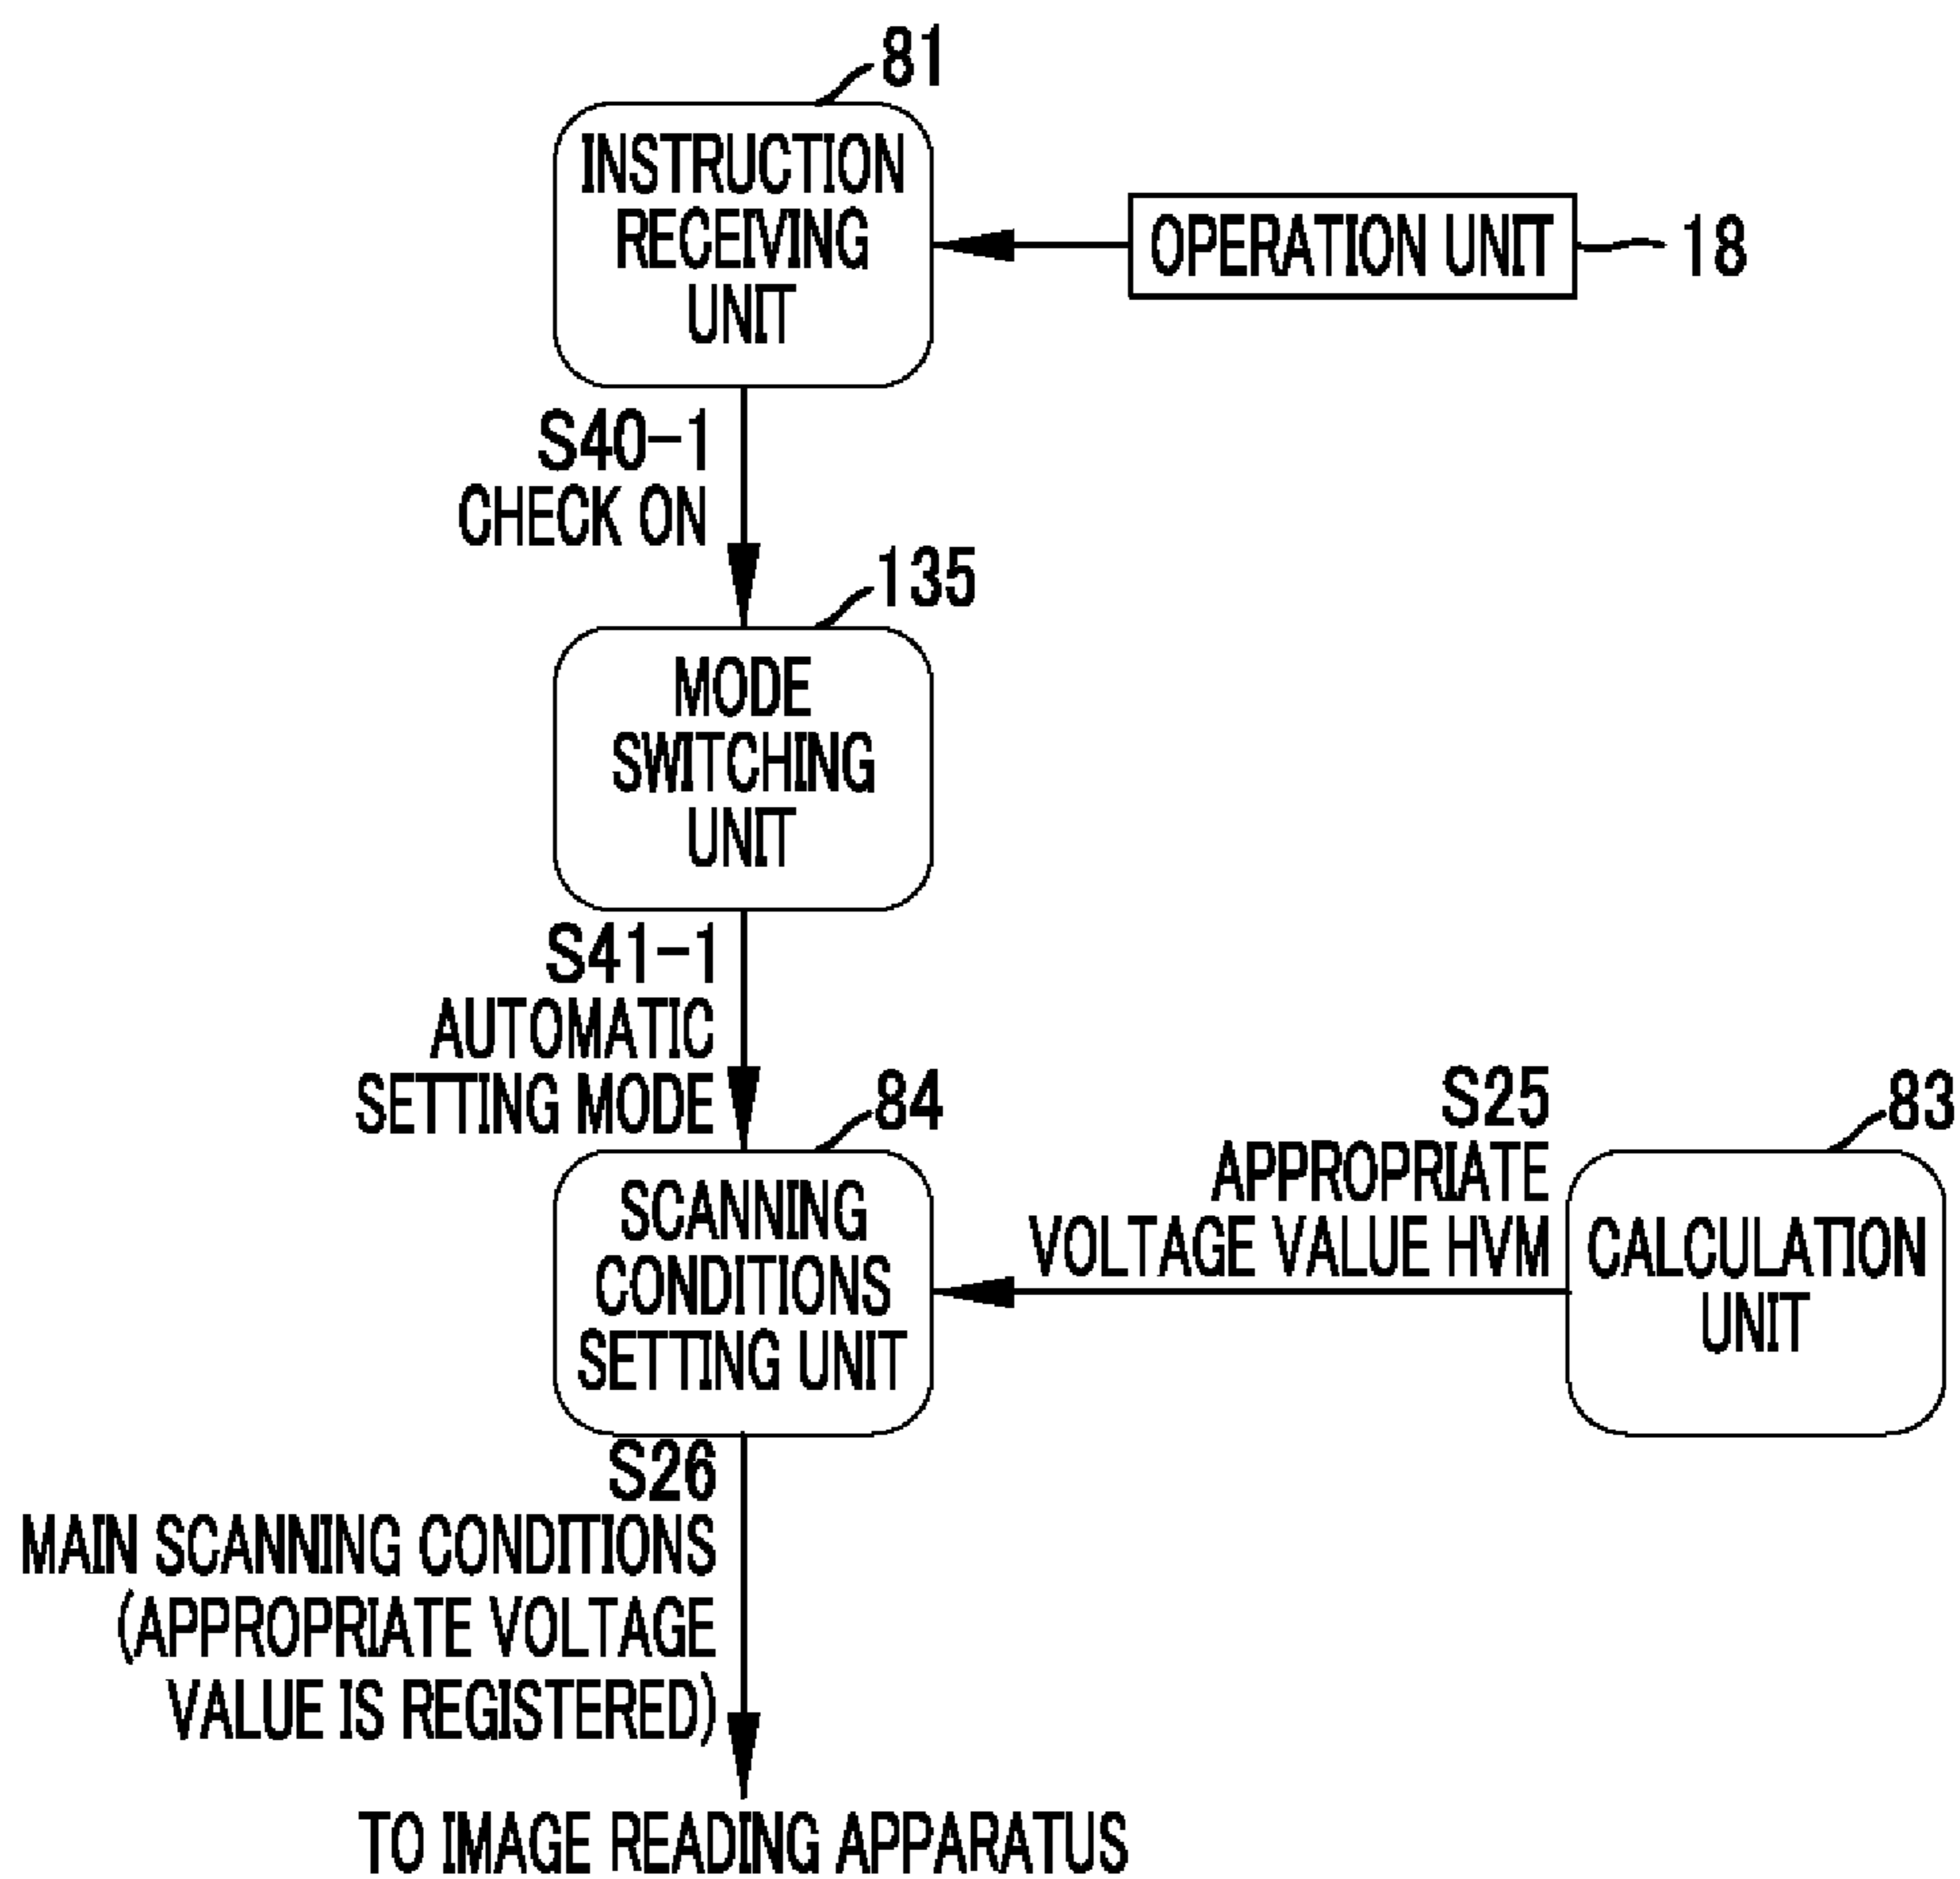 81
INSTRUCTION
RECEIVING
UNIT
OPERATION UNIT
18
S40-1
CHECK ON
135
MODE
SWITCHING
UNIT
S41-1
AUTOMATIC
SETTING MODE
84
SCANNING
CONDITIONS
SETTING UNIT
S25
APPROPRIATE
VOLTAGE VALUE HVM
83
CALCULATION
UNIT
S26
MAIN SCANNING CONDITIONS
(APPROPRIATE VOLTAGE
VALUE IS REGISTERED)
TO IMAGE READING APPARATUS